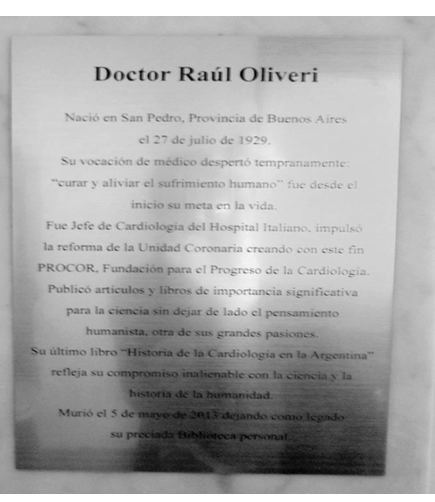 Doctor Raúl Oliveri
Nació en San Pedro, Provincia de Buenos Aires
el 27 de julio de 1929.
Su vocación de médico despertó tempranamente:
“curar y aliviar el sufrimiento humano” fue desde el
inicio su meta en la vida.
Fue Jefe de Cardiología del Hospital Italiano, impulsó
la reforma de la Unidad Coronaria creando con este fin
PROCOR, Fundación para el Progreso de la Cardiología.
Publicó artículos y libros de importancia significativa
para la ciencia sin dejar de lado el pensamiento
humanista, otra de sus grandes pasiones.
Su último libro “Historia de la Cardiología en la Argentina”
refleja su compromiso inalienable con la ciencia y la
historia de la humanidad.
Murió el 5 de mayo de 2013 dejando como legado
su preciada Biblioteca personal.